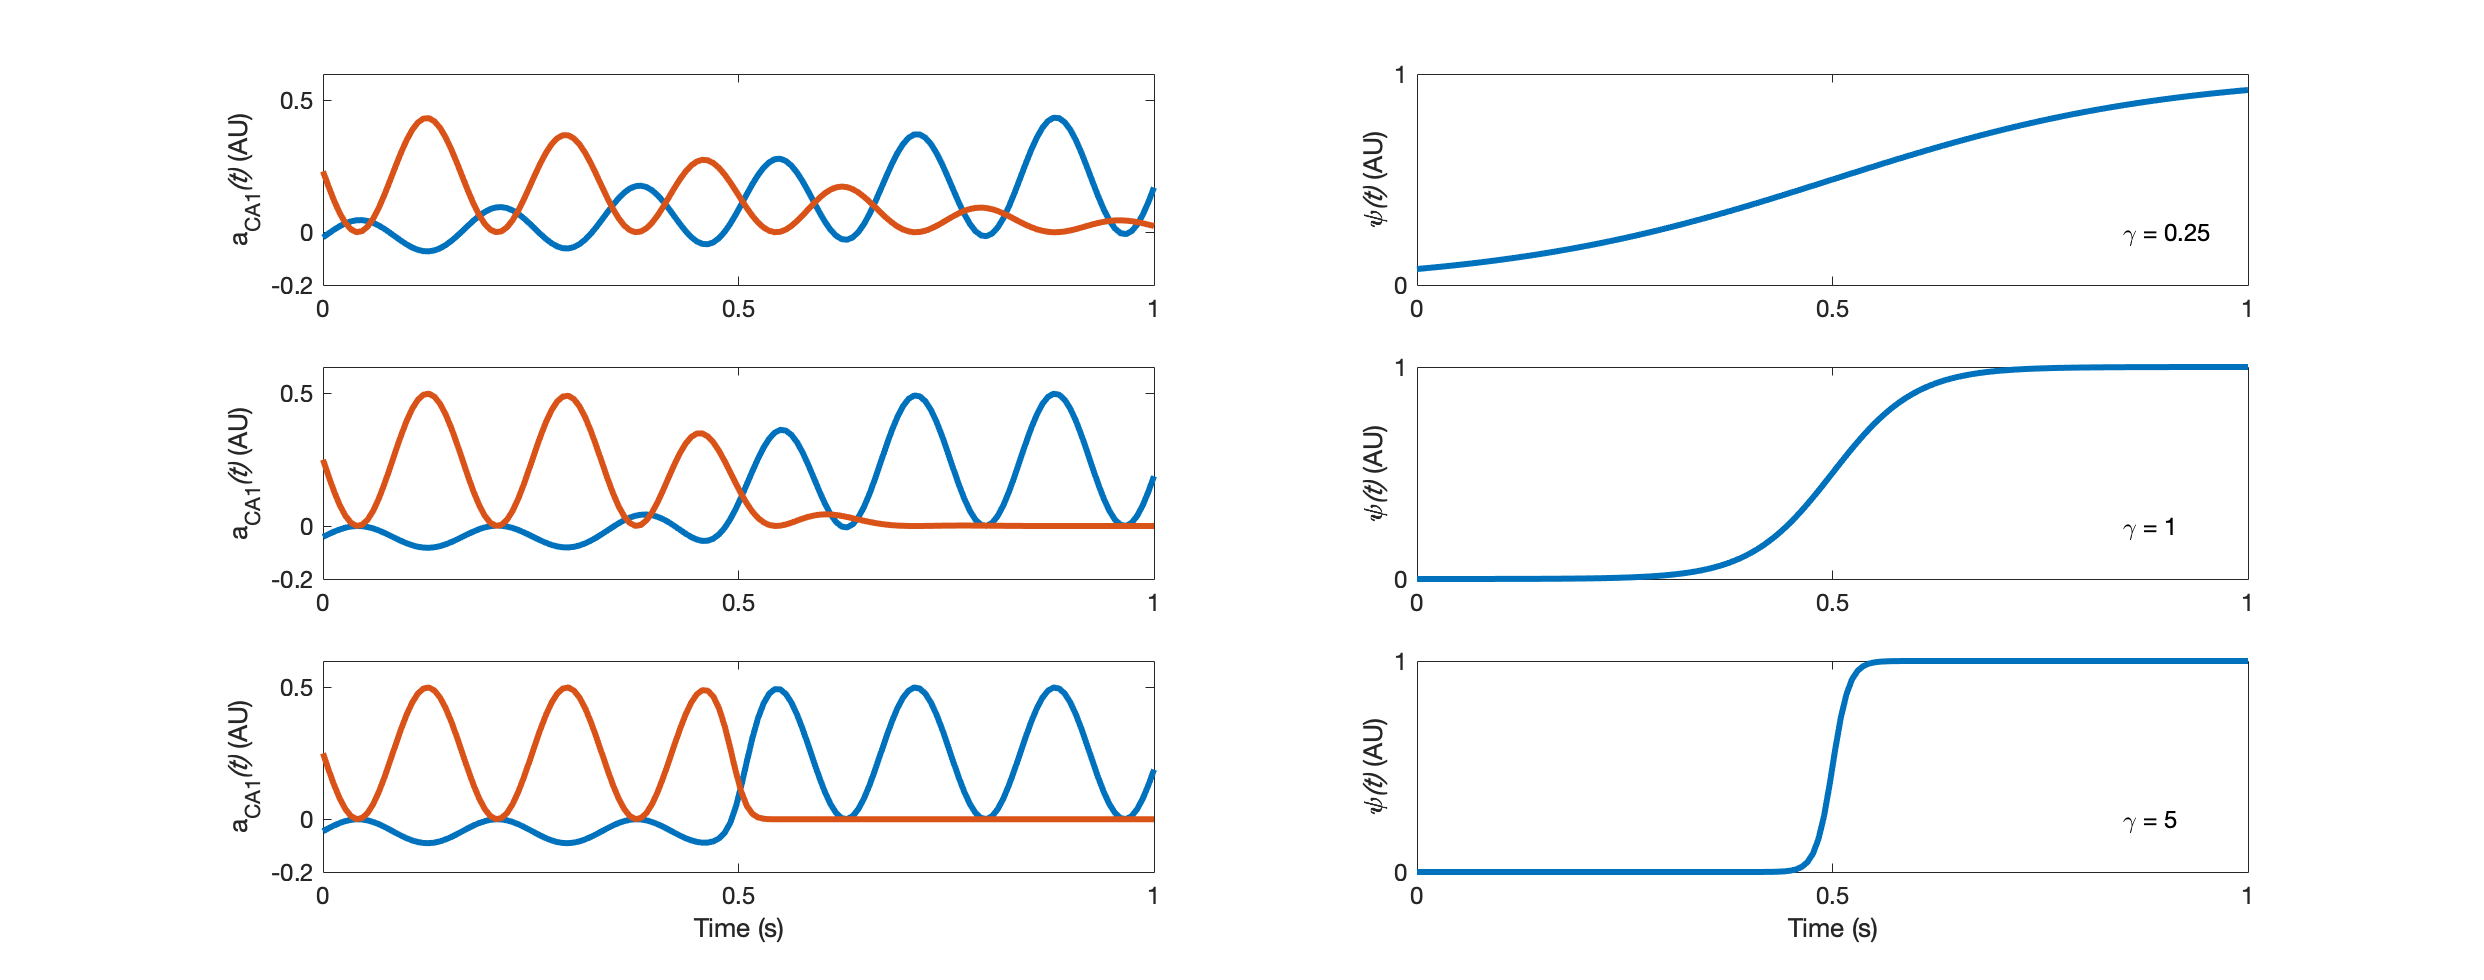 a_CA1(t) (AU)
0.5
0
-0.2
0 0.5 1
ψ(t) (AU)
1
0
γ = 0.25
0 0.5 1
a_CA1(t) (AU)
0.5
0
-0.2
0 0.5 1
ψ(t) (AU)
1
0
γ = 1
0 0.5 1
a_CA1(t) (AU)
0.5
0
-0.2
0 0.5 1
Time (s)
ψ(t) (AU)
1
0
γ = 5
0 0.5 1
Time (s)